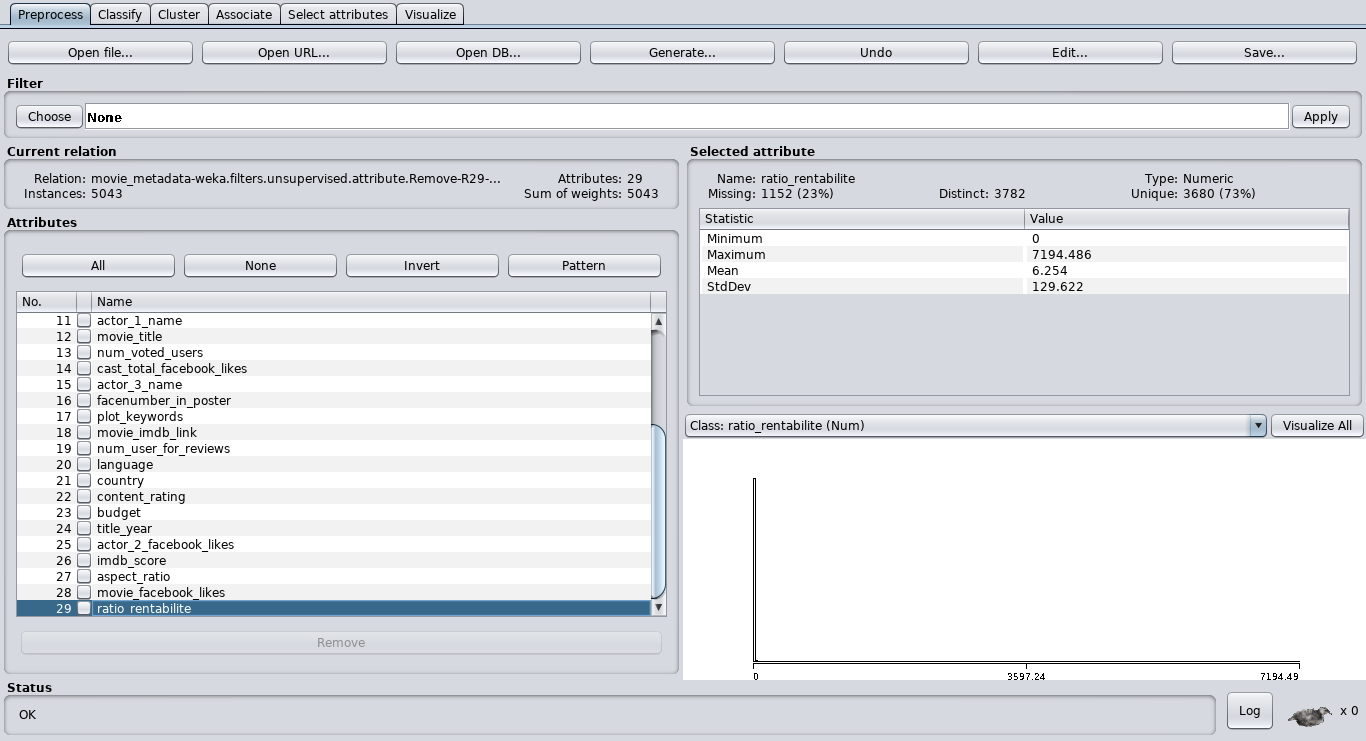 Preprocess Classify Cluster Associate Select attributes Visualize
Open file... Open URL... Open DB... Generate... Undo Edit... Save...
Filter
Choose None Apply
Current relation
Relation: movie_metadata-weka.filters.unsupervised.attribute.Remove-R29-... Attributes: 29
Instances: 5043 Sum of weights: 5043
Attributes
All None Invert Pattern
No. Name
11 actor_1_name
12 movie_title
13 num_voted_users
14 cast_total_facebook_likes
15 actor_3_name
16 facenumber_in_poster
17 plot_keywords
18 movie_imdb_link
19 num_user_for_reviews
20 language
21 country
22 content_rating
23 budget
24 title_year
25 actor_2_facebook_likes
26 imdb_score
27 aspect_ratio
28 movie_facebook_likes
29 ratio_rentabilite
Remove
Selected attribute
Name: ratio_rentabilite Type: Numeric
Missing: 1152 (23%) Distinct: 3782 Unique: 3680 (73%)
Statistic Value
Minimum 0
Maximum 7194.486
Mean 6.254
StdDev 129.622
Class: ratio_rentabilite (Num) Visualize All
0 3597.24 7194.49
Status
OK Log x 0